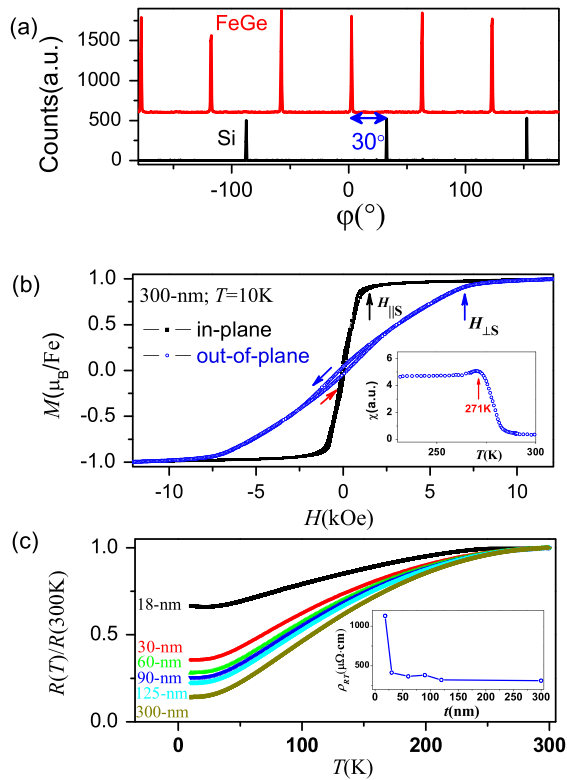 (a)
1500
1000
500
0
Counts(a.u.)
FeGe
Si
30°
-100
0
100
φ(°)
(b)
1.0
0.5
0.0
-0.5
-1.0
M(μB/Fe)
300-nm; T=10K
in-plane
out-of-plane
H||S
H⊥S
6
4
2
0
χ(a.u.)
271K
250
275
300
T(K)
-10
-5
0
5
10
H(kOe)
(c)
1.0
0.5
0.0
R(T)/R(300K)
18-nm
30-nm
60-nm
90-nm
125-nm
300-nm
1000
500
ρRT(μΩ·cm)
0
100
200
300
t(nm)
0
100
200
300
T(K)